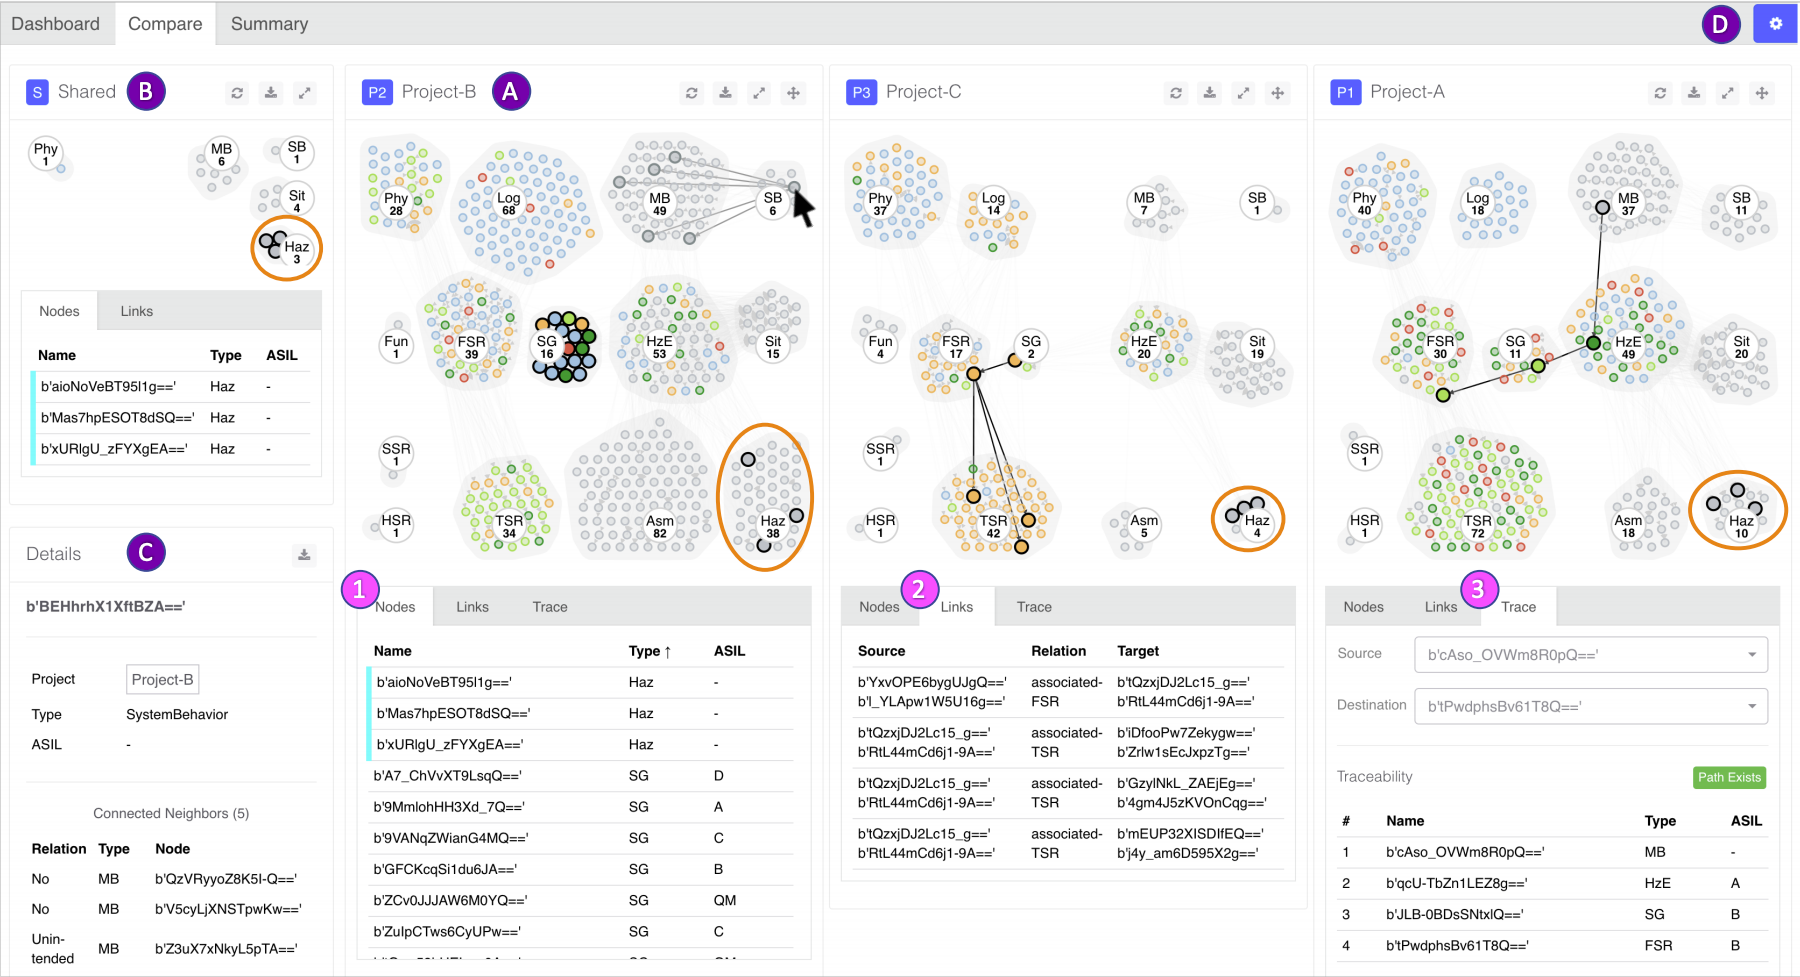 Dashboard Compare Summary D
S Shared B
Phy 1
MB 6
SB 1
Sit 4
Haz 3
Nodes Links
Name Type ASIL
b'aioNoVeBT95l1g==' Haz -
b'Mas7hpESOT8dSQ==' Haz -
b'xURlgU_zFYXgEA==' Haz -
Details C
b'BEHhrhX1XftBZA=='
Project Project-B
Type SystemBehavior
ASIL -
Connected Neighbors (5)
Relation Type Node
No MB b'QzVRyyoZ8K5I-Q=='
No MB b'V5cyLjXNSTpwKw=='
Unin-
tended MB b'Z3uX7xNkyL5pTA=='
P2 Project-B A
Phy 28
Log 68
MB 49
SB 6
Fun 1
FSR 39
SG 16
HzE 53
Sit 15
SSR 1
HSR 1
TSR 34
Asm 82
Haz 38
1 Nodes Links Trace
Name Type ↑ ASIL
b'aioNoVeBT95l1g==' Haz -
b'Mas7hpESOT8dSQ==' Haz -
b'xURlgU_zFYXgEA==' Haz -
b'A7_ChVvXT9LsqQ==' SG D
b'9MmlohHH3Xd_7Q==' SG A
b'9VANqZWianG4MQ==' SG C
b'GFCKcqSi1du6JA==' SG B
b'ZCv0JJJAW6M0YQ==' SG QM
b'ZuIpCTws6CyUPw==' SG C
P3 Project-C
Phy 37
Log 14
MB 7
SB 1
Fun 4
FSR 17
SG 2
HzE 20
Sit 19
SSR 1
HSR 1
TSR 42
Asm 5
Haz 4
Nodes 2 Links Trace
Source Relation Target
b'YxvOPE6bygUJgQ==' associated- b'tQzxjDJ2Lc15_g=='
b'l_YLApw1W5U16g==' FSR b'RtL44mCd6j1-9A=='
b'tQzxjDJ2Lc15_g==' associated- b'iDfooPw7Zekygw=='
b'RtL44mCd6j1-9A==' TSR b'Zrlw1sEcJxpzTg=='
b'tQzxjDJ2Lc15_g==' associated- b'GzylNkL_ZAEjEg=='
b'RtL44mCd6j1-9A==' TSR b'4gm4J5zKVOnCqg=='
b'tQzxjDJ2Lc15_g==' associated- b'mEUP32XISDIfEQ=='
b'RtL44mCd6j1-9A==' TSR b'j4y_am6D595X2g=='
P1 Project-A
Phy 40
Log 18
MB 37
SB 11
FSR 30
SG 11
HzE 49
Sit 20
SSR 1
HSR 1
TSR 72
Asm 18
Haz 10
Nodes Links 3 Trace
Source b'cAso_OVWm8R0pQ=='
Destination b'tPwdphsBv61T8Q=='
Traceability Path Exists
# Name Type ASIL
1 b'cAso_OVWm8R0pQ==' MB -
2 b'qcU-TbZn1LEZ8g==' HzE A
3 b'JLB-0BDsSNtxlQ==' SG B
4 b'tPwdphsBv61T8Q==' FSR B